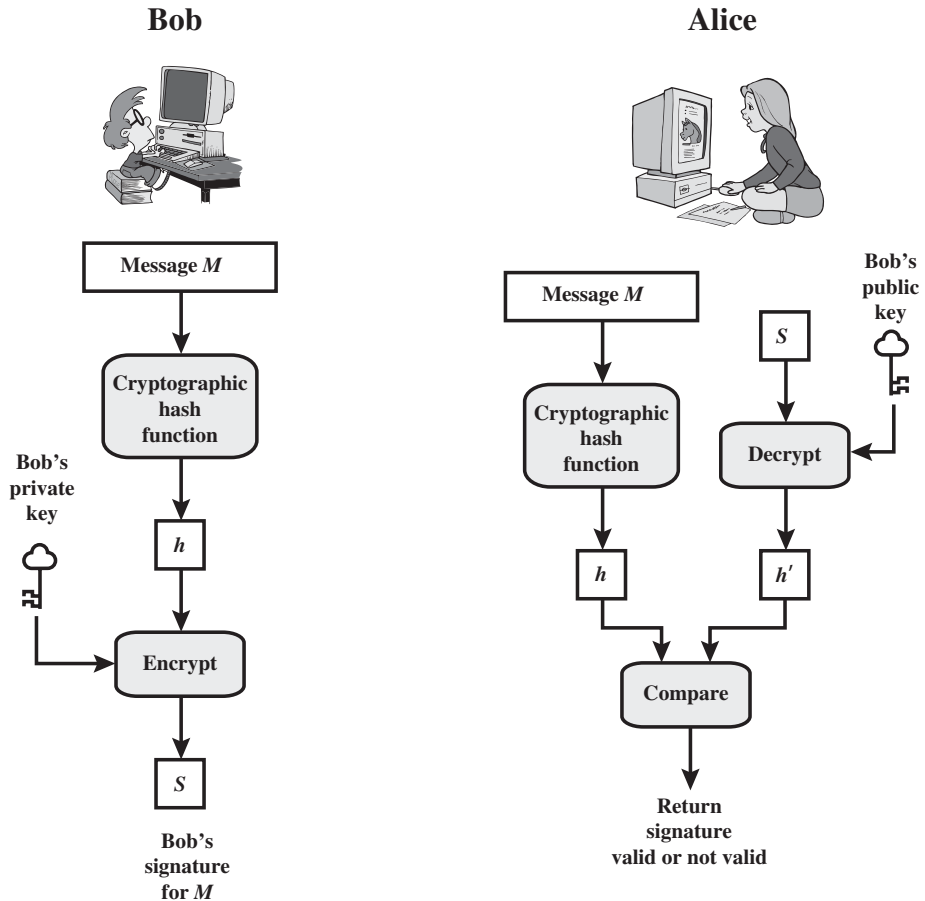 Bob
Message M
Cryptographic
hash
function
Bob's
private
key
h
Encrypt
S
Bob's
signature
for M
Alice
Message M
Bob's
public
key
S
Cryptographic
hash
function
Decrypt
h
h′
Compare
Return
signature
valid or not valid